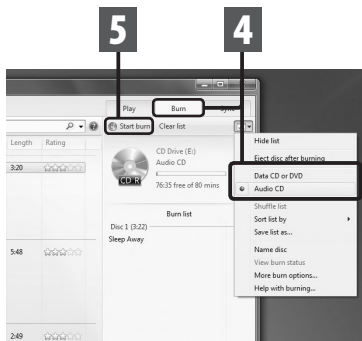 5
4
Play Burn Sync
Start burn Clear list
Length Rating
CD Drive (E:)
Audio CD
CD-R
76:35 free of 80 mins
3:20
Burn list
Disc 1 (3:22)
Sleep Away
5:48
2:49
Hide list
Eject disc after burning
Data CD or DVD
Audio CD
Shuffle list
Sort list by
Save list as...
Name disc
View burn status
More burn options...
Help with burning...